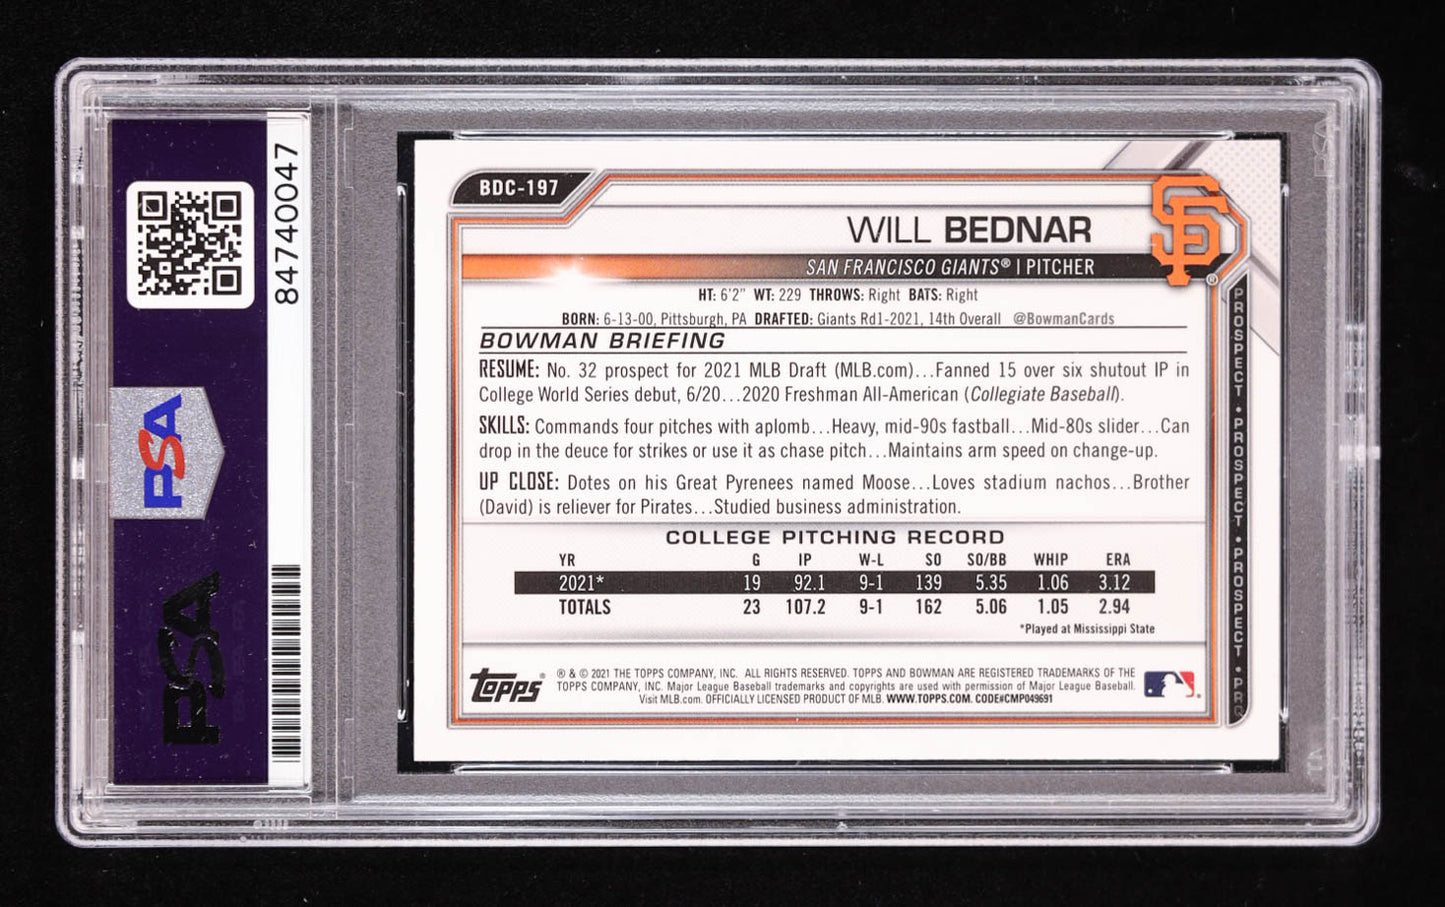 84740047
PSA
PSA
BDC-197
WILL BEDNAR
SAN FRANCISCO GIANTS® | PITCHER
SF ®
HT: 6'2" WT: 229 THROWS: Right BATS: Right
BORN: 6-13-00, Pittsburgh, PA DRAFTED: Giants Rd1-2021, 14th Overall @BowmanCards
BOWMAN BRIEFING
RESUME: No. 32 prospect for 2021 MLB Draft (MLB.com)...Fanned 15 over six shutout IP in
College World Series debut, 6/20...2020 Freshman All-American (Collegiate Baseball).
SKILLS: Commands four pitches with aplomb...Heavy, mid-90s fastball...Mid-80s slider...Can
drop in the deuce for strikes or use it as chase pitch...Maintains arm speed on change-up.
UP CLOSE: Dotes on his Great Pyrenees named Moose...Loves stadium nachos...Brother
(David) is reliever for Pirates...Studied business administration.
COLLEGE PITCHING RECORD
YR G IP W-L SO SO/BB WHIP ERA
2021* 19 92.1 9-1 139 5.35 1.06 3.12
TOTALS 23 107.2 9-1 162 5.06 1.05 2.94
*Played at Mississippi State
Topps®
® & © 2021 THE TOPPS COMPANY, INC. ALL RIGHTS RESERVED. TOPPS AND BOWMAN ARE REGISTERED TRADEMARKS OF THE
TOPPS COMPANY, INC. Major League Baseball trademarks and copyrights are used with permission of Major League Baseball.
Visit MLB.com. OFFICIALLY LICENSED PRODUCT OF MLB. WWW.TOPPS.COM. CODE#CMP049691
PROSPECT • PROSPECT • PROSPECT • PRO